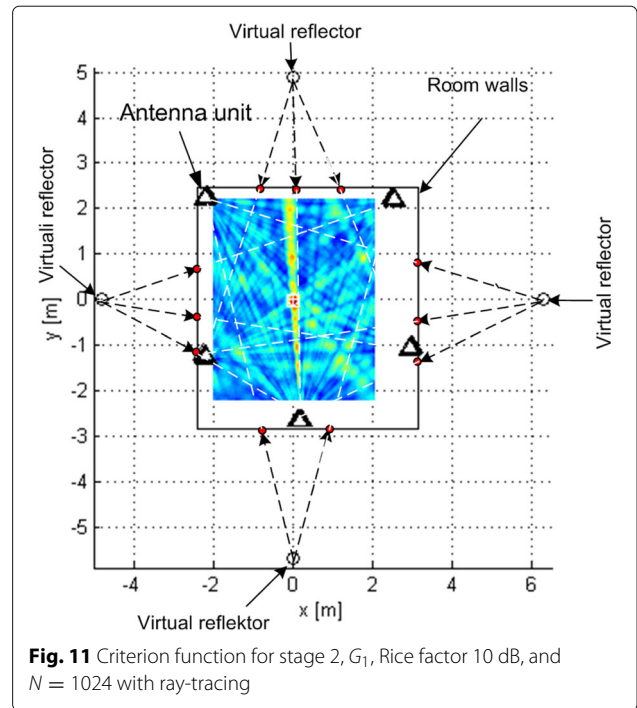 Virtual reflector
Room walls
Antenna unit
Virtuali reflector
Virtual reflector
y [m]
5
4
3
2
1
0
-1
-2
-3
-4
-5
-4
-2
0
2
4
6
x [m]
Virtual reflektor
Fig. 11 Criterion function for stage 2, G₁, Rice factor 10 dB, and
N = 1024 with ray-tracing